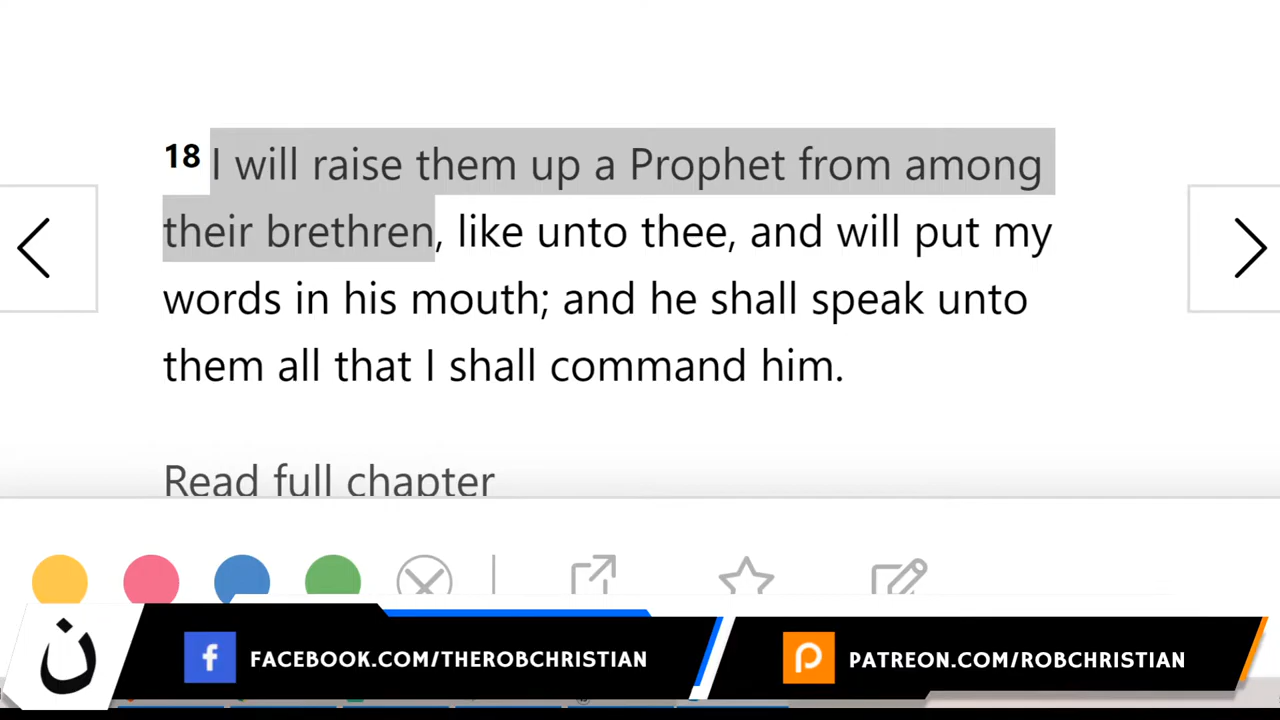 18 I will raise them up a Prophet from among
their brethren, like unto thee, and will put my
words in his mouth; and he shall speak unto
them all that I shall command him.
Read full chapter
ن
f FACEBOOK.COM/THEROBCHRISTIAN
PATREON.COM/ROBCHRISTIAN